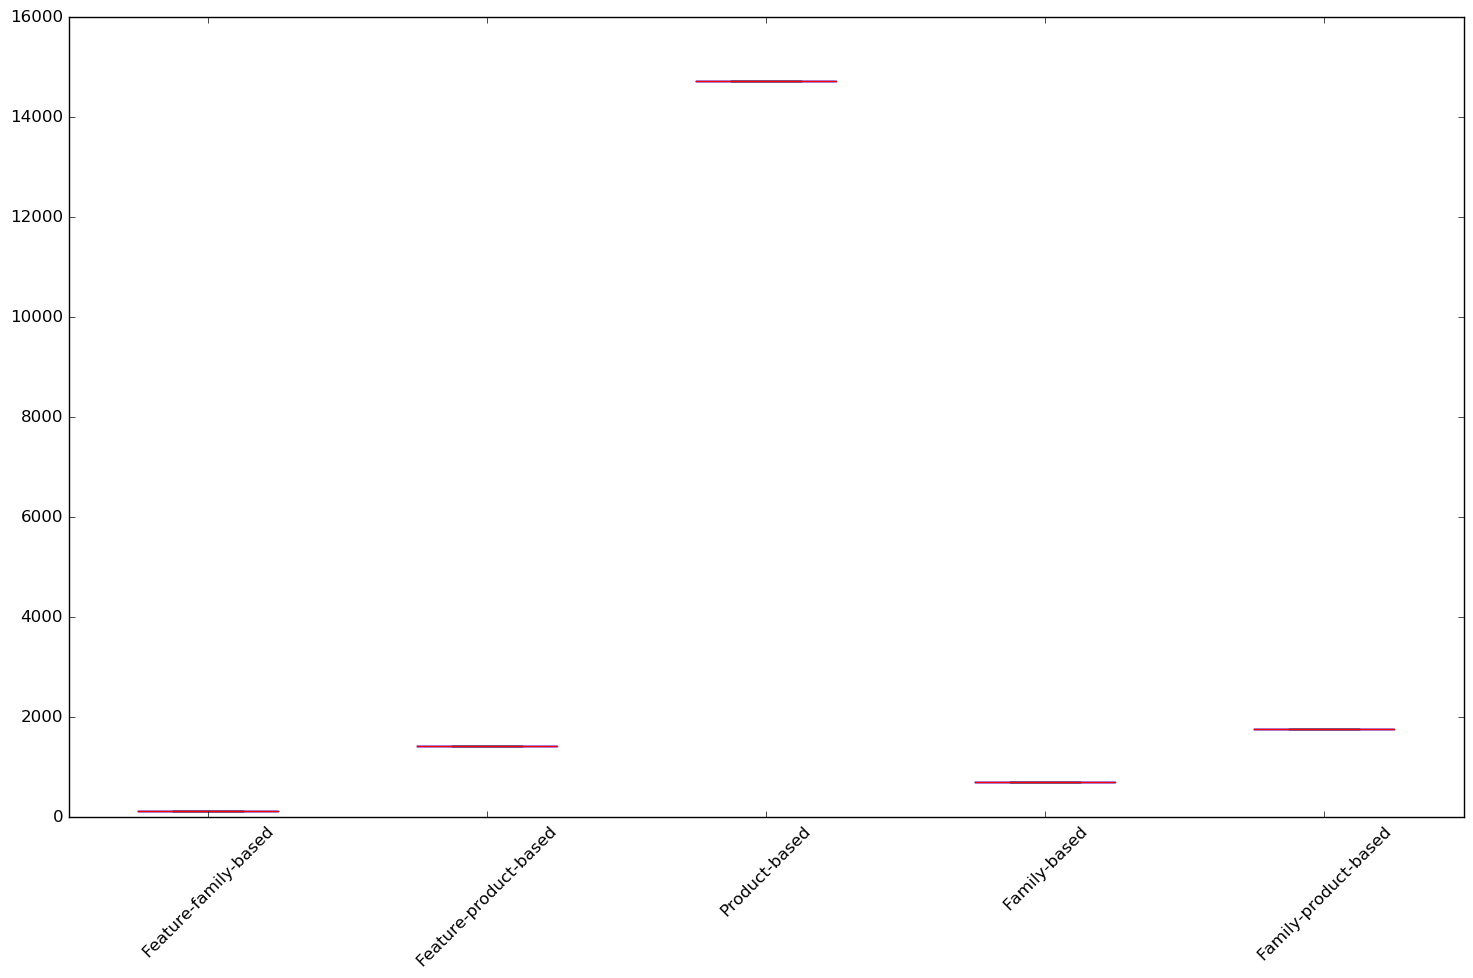 16000
14000
12000
10000
8000
6000
4000
2000
0
Feature-family-based
Feature-product-based
Product-based
Family-based
Family-product-based